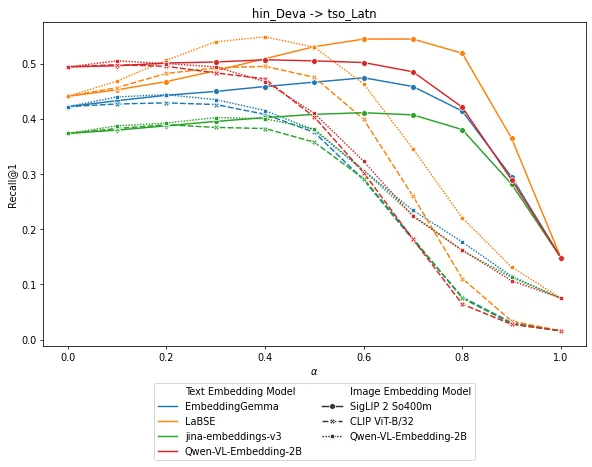 hin_Deva -> tso_Latn
Recall@1
0.5
0.4
0.3
0.2
0.1
0.0
0.0 0.2 0.4 0.6 0.8 1.0
α
Text Embedding Model Image Embedding Model
EmbeddingGemma SigLIP 2 So400m
LaBSE CLIP ViT-B/32
jina-embeddings-v3 Qwen-VL-Embedding-2B
Qwen-VL-Embedding-2B